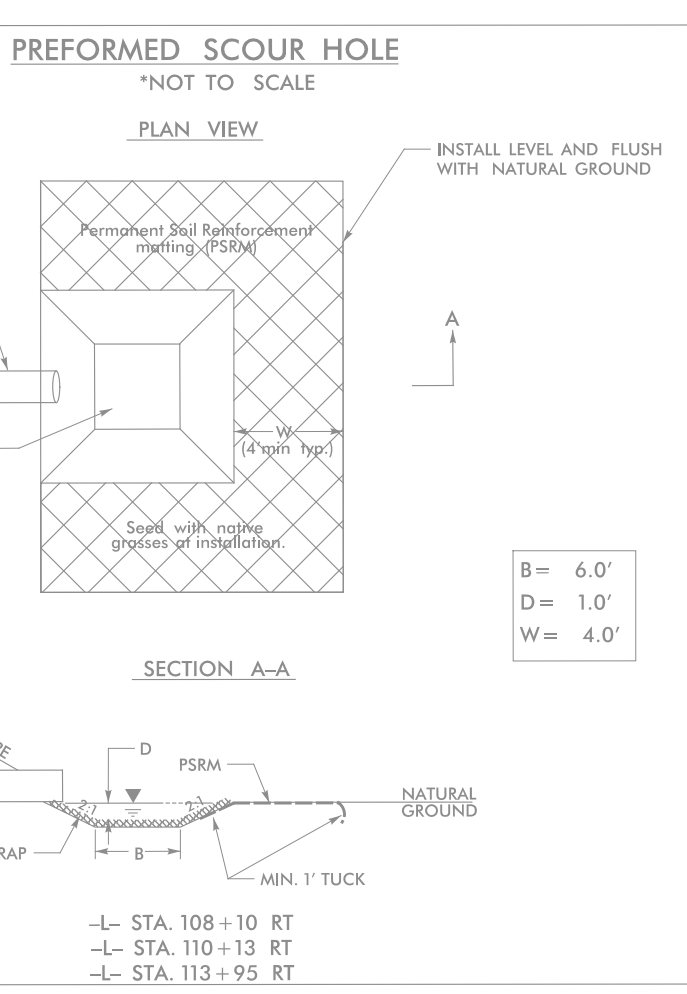 PREFORMED SCOUR HOLE
*NOT TO SCALE
PLAN VIEW
INSTALL LEVEL AND FLUSH
WITH NATURAL GROUND
Permanent Soil Reinforcement
matting (PSRM)
A
W
(4'min typ.)
Seed with native
grasses at installation.
B= 6.0'
D= 1.0'
W= 4.0'
SECTION A-A
D
PSRM
NATURAL
GROUND
2:1
2:1
B
MIN. 1' TUCK
-L- STA. 108+10 RT
-L- STA. 110+13 RT
-L- STA. 113+95 RT